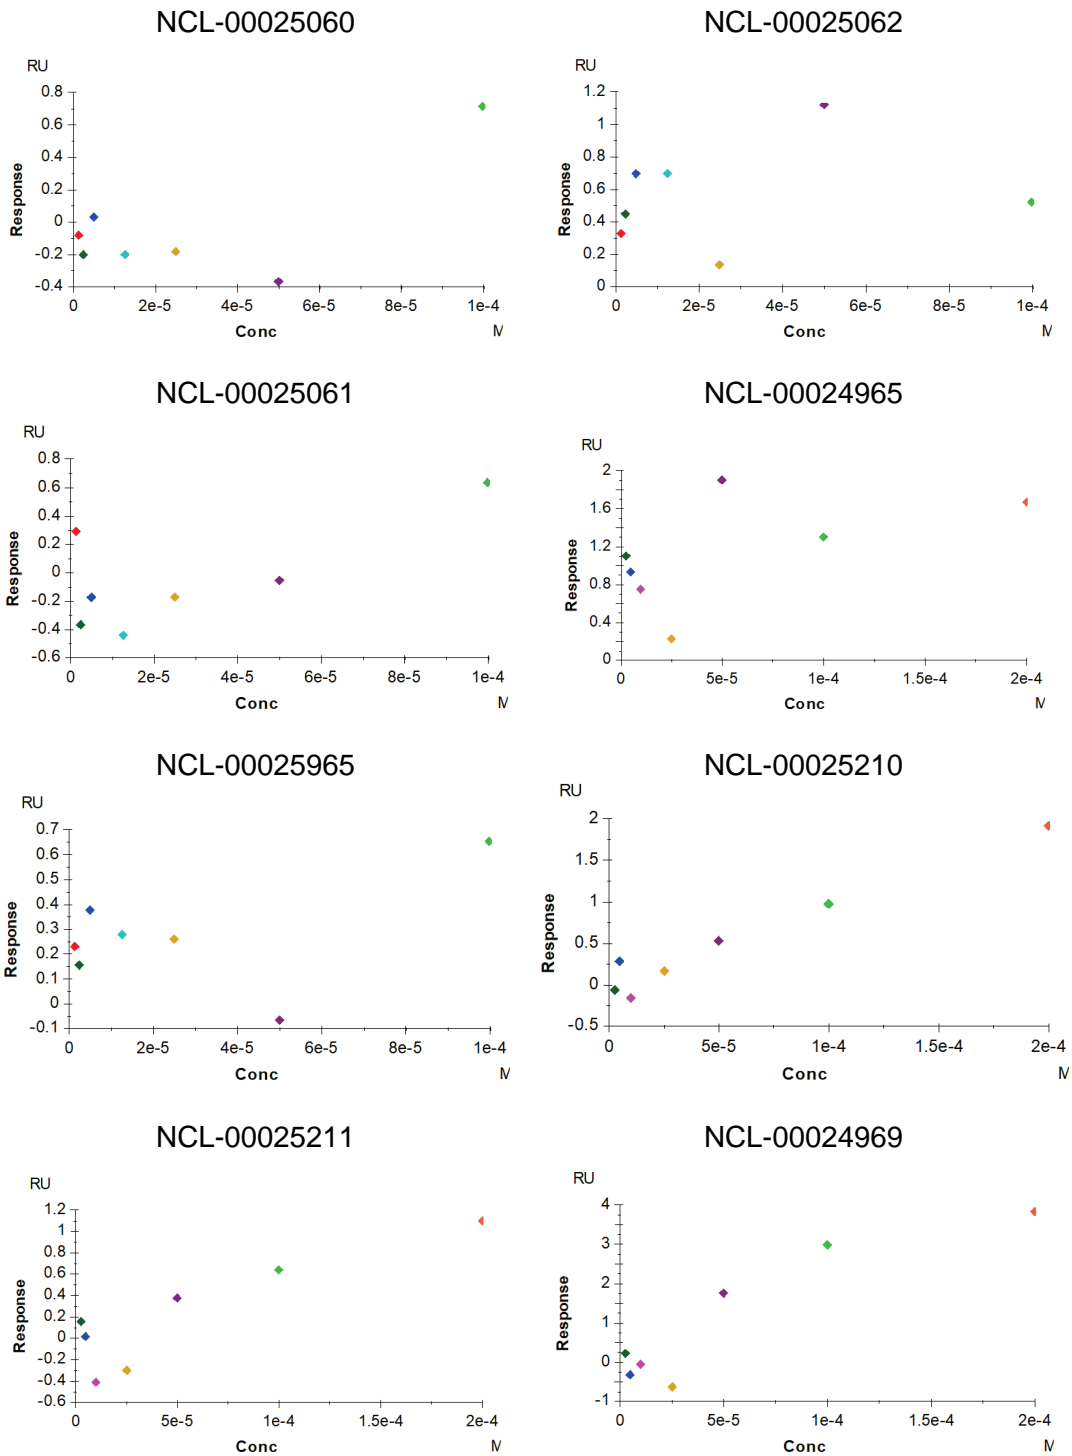 NCL-00025060
RU
0.8
0.6
0.4
0.2
0
-0.2
-0.4
Response
0 2e-5 4e-5 6e-5 8e-5 1e-4
Conc
M
NCL-00025062
RU
1.2
1
0.8
0.6
0.4
0.2
0
Response
0 2e-5 4e-5 6e-5 8e-5 1e-4
Conc
M
NCL-00025061
RU
0.8
0.6
0.4
0.2
0
-0.2
-0.4
-0.6
Response
0 2e-5 4e-5 6e-5 8e-5 1e-4
Conc
M
NCL-00024965
RU
2
1.6
1.2
0.8
0.4
0
Response
0 5e-5 1e-4 1.5e-4 2e-4
Conc
M
NCL-00025965
RU
0.7
0.6
0.5
0.4
0.3
0.2
0.1
0
-0.1
Response
0 2e-5 4e-5 6e-5 8e-5 1e-4
Conc
M
NCL-00025210
RU
2
1.5
1
0.5
0
-0.5
Response
0 5e-5 1e-4 1.5e-4 2e-4
Conc
M
NCL-00025211
RU
1.2
1
0.8
0.6
0.4
0.2
0
-0.2
-0.4
-0.6
Response
0 5e-5 1e-4 1.5e-4 2e-4
Conc
M
NCL-00024969
RU
4
3
2
1
0
-1
Response
0 5e-5 1e-4 1.5e-4 2e-4
Conc
M